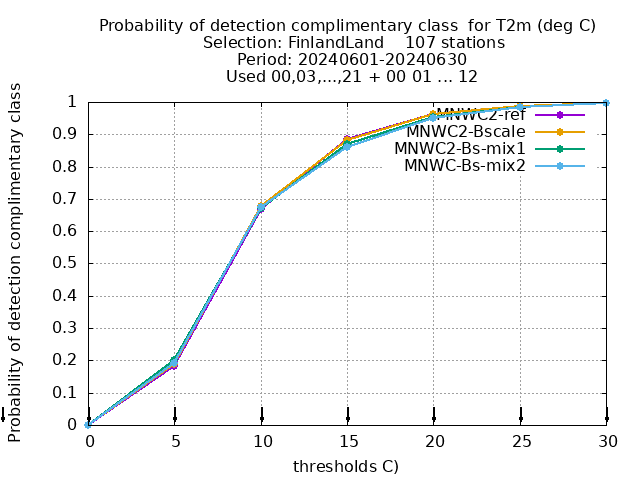 Probability of detection complimentary class  for T2m (deg C)
Selection: FinlandLand    107 stations
Period: 20240601-20240630
Used 00,03,...,21 + 00 01 ... 12
Probability of detection complimentary class
1
0.9
0.8
0.7
0.6
0.5
0.4
0.3
0.2
0.1
0
MNWC2-ref
MNWC2-Bscale
MNWC2-Bs-mix1
MNWC-Bs-mix2
0 5 10 15 20 25 30
thresholds C)